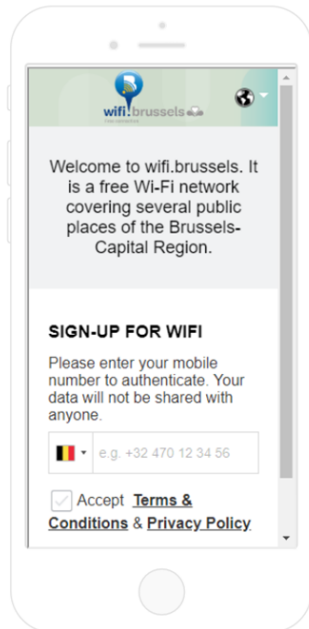 wifi.brussels
Welcome to wifi.brussels. It
is a free Wi-Fi network
covering several public
places of the Brussels-
Capital Region.
SIGN-UP FOR WIFI
Please enter your mobile
number to authenticate. Your
data will not be shared with
anyone.
e.g. +32 470 12 34 56
Accept Terms &
Conditions & Privacy Policy